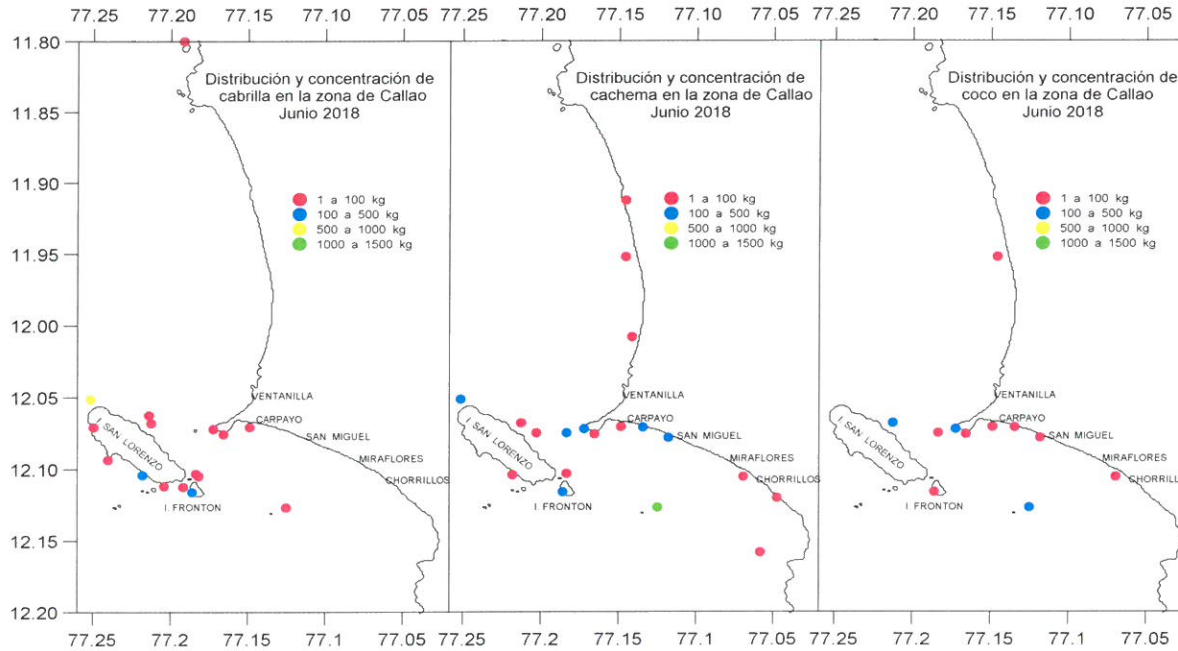 77.25 77.20 77.15 77.10 77.05 77.25 77.20 77.15 77.10 77.05 77.25 77.20 77.15 77.10 77.05
11.80
11.85
11.90
11.95
12.00
12.05
12.10
12.15
12.20
Distribución y concentración de
cabrilla en la zona de Callao
Junio 2018
1 a 100 kg
100 a 500 kg
500 a 1000 kg
1000 a 1500 kg
VENTANILLA
CARPAYO
SAN MIGUEL
MIRAFLORES
CHORRILLOS
I. SAN LORENZO
I. FRONTON
Distribución y concentración de
cachema en la zona de Callao
Junio 2018
1 a 100 kg
100 a 500 kg
500 a 1000 kg
1000 a 1500 kg
VENTANILLA
CARPAYO
SAN MIGUEL
MIRAFLORES
CHORRILLOS
I. SAN LORENZO
I. FRONTON
Distribución y concentración de
coco en la zona de Callao
Junio 2018
1 a 100 kg
100 a 500 kg
500 a 1000 kg
1000 a 1500 kg
VENTANILLA
CARPAYO
SAN MIGUEL
MIRAFLORES
CHORRILL
I. SAN LORENZO
I. FRONTON
77.25 77.20 77.15 77.10 77.05 77.25 77.20 77.15 77.10 77.05 77.25 77.20 77.15 77.10 77.05